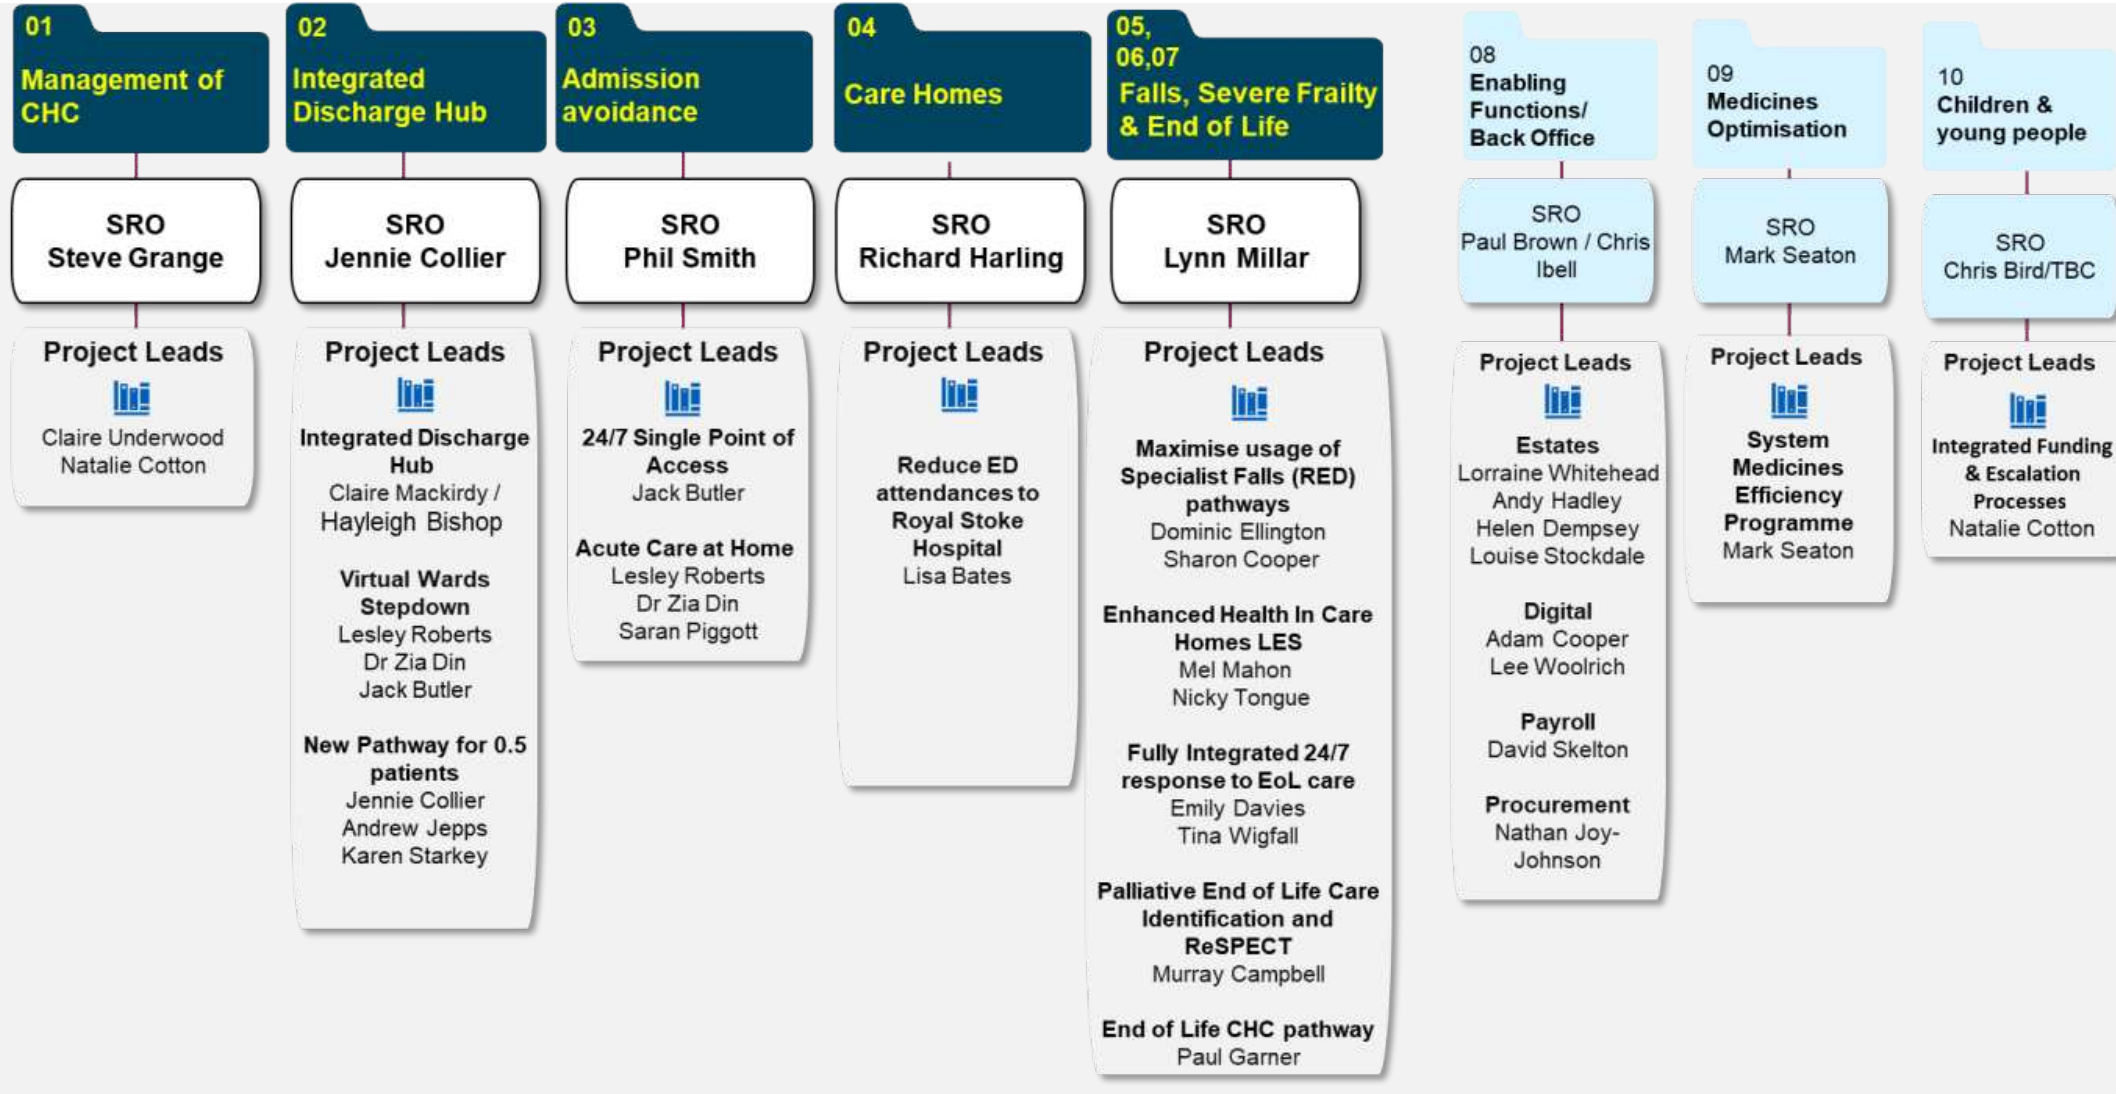 01
Management of
CHC
SRO
Steve Grange
Project Leads
Claire Underwood
Natalie Cotton
02
Integrated
Discharge Hub
SRO
Jennie Collier
Project Leads
Integrated Discharge
Hub
Claire Mackirdy /
Hayleigh Bishop
Virtual Wards
Stepdown
Lesley Roberts
Dr Zia Din
Jack Butler
New Pathway for 0.5
patients
Jennie Collier
Andrew Jepps
Karen Starkey
03
Admission
avoidance
SRO
Phil Smith
Project Leads
24/7 Single Point of
Access
Jack Butler
Acute Care at Home
Lesley Roberts
Dr Zia Din
Saran Piggott
04
Care Homes
SRO
Richard Harling
Project Leads
Reduce ED
attendances to
Royal Stoke
Hospital
Lisa Bates
05,
06,07
Falls, Severe Frailty
& End of Life
SRO
Lynn Millar
Project Leads
Maximise usage of
Specialist Falls (RED)
pathways
Dominic Ellington
Sharon Cooper
Enhanced Health In Care
Homes LES
Mel Mahon
Nicky Tongue
Fully Integrated 24/7
response to EoL care
Emily Davies
Tina Wigfall
Palliative End of Life Care
Identification and
ReSPECT
Murray Campbell
End of Life CHC pathway
Paul Garner
08
Enabling
Functions/
Back Office
SRO
Paul Brown / Chris
Ibell
Project Leads
Estates
Lorraine Whitehead
Andy Hadley
Helen Dempsey
Louise Stockdale
Digital
Adam Cooper
Lee Woolrich
Payroll
David Skelton
Procurement
Nathan Joy-
Johnson
09
Medicines
Optimisation
SRO
Mark Seaton
Project Leads
System
Medicines
Efficiency
Programme
Mark Seaton
10
Children &
young people
SRO
Chris Bird/TBC
Project Leads
Integrated Funding
& Escalation
Processes
Natalie Cotton